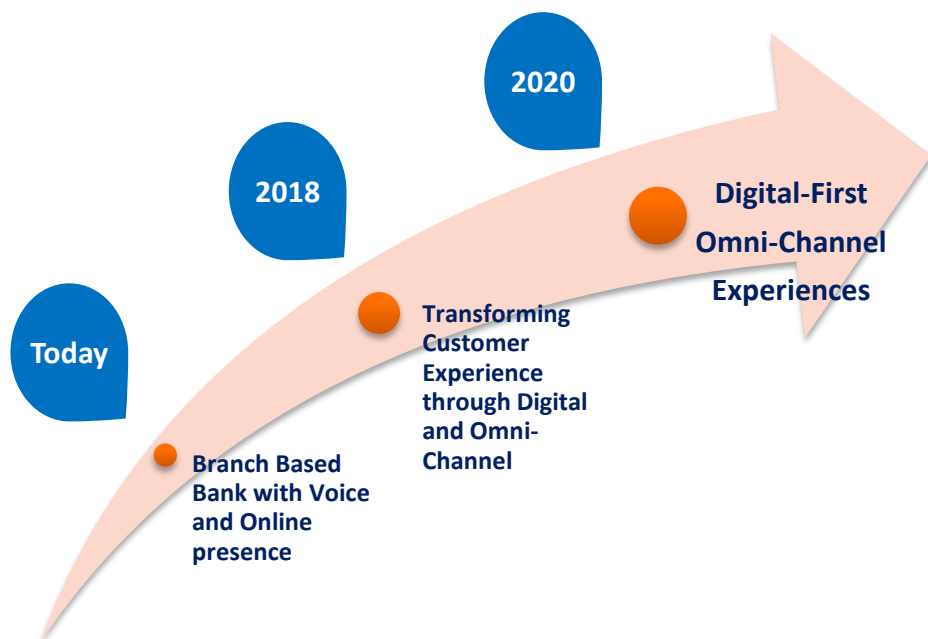 2020
2018
Today
Digital-First
Omni-Channel
Experiences
Transforming
Customer
Experience
through Digital
and Omni-
Channel
Branch Based
Bank with Voice
and Online
presence